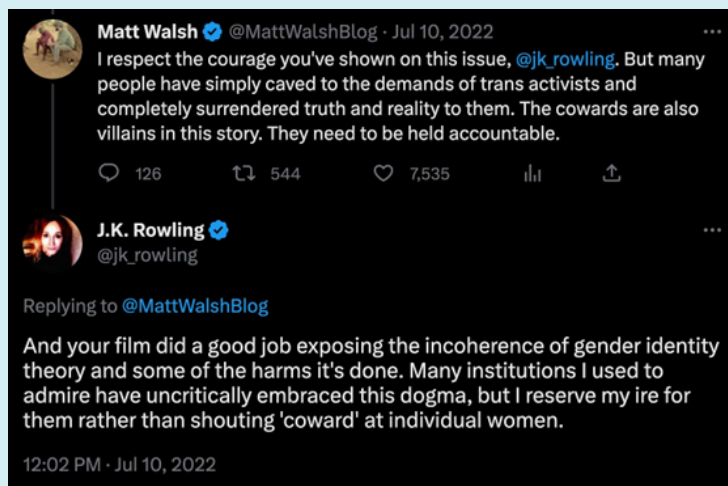 Matt Walsh @MattWalshBlog · Jul 10, 2022
I respect the courage you've shown on this issue, @jk_rowling. But many
people have simply caved to the demands of trans activists and
completely surrendered truth and reality to them. The cowards are also
villains in this story. They need to be held accountable.
126 544 7,535
J.K. Rowling
@jk_rowling
Replying to @MattWalshBlog
And your film did a good job exposing the incoherence of gender identity
theory and some of the harms it's done. Many institutions I used to
admire have uncritically embraced this dogma, but I reserve my ire for
them rather than shouting 'coward' at individual women.
12:02 PM · Jul 10, 2022